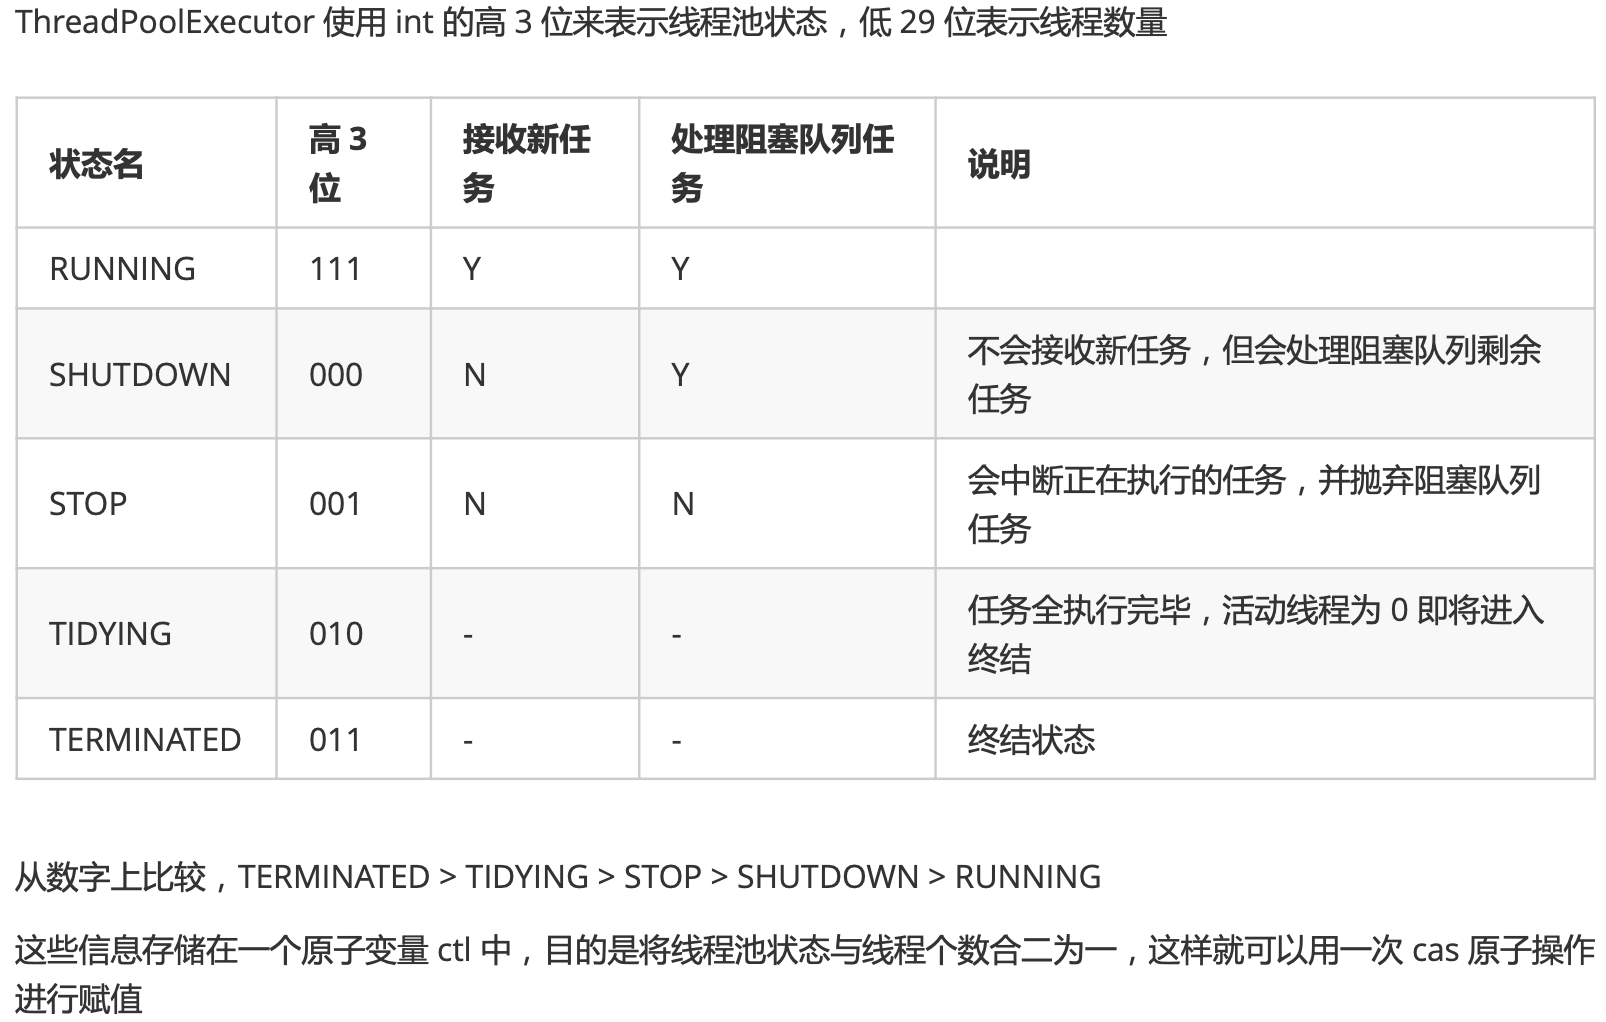 ThreadPoolExecutor 使用 int 的高 3 位来表示线程池状态，低 29 位表示线程数量
状态名 高 3 位 接收新任务 处理阻塞队列任务 说明
RUNNING 111 Y Y
SHUTDOWN 000 N Y 不会接收新任务，但会处理阻塞队列剩余任务
STOP 001 N N 会中断正在执行的任务，并抛弃阻塞队列任务
TIDYING 010 - - 任务全执行完毕，活动线程为 0 即将进入终结
TERMINATED 011 - - 终结状态
从数字上比较，TERMINATED > TIDYING > STOP > SHUTDOWN > RUNNING
这些信息存储在一个原子变量 ctl 中，目的是将线程池状态与线程个数合二为一，这样就可以用一次 cas 原子操作
进行赋值